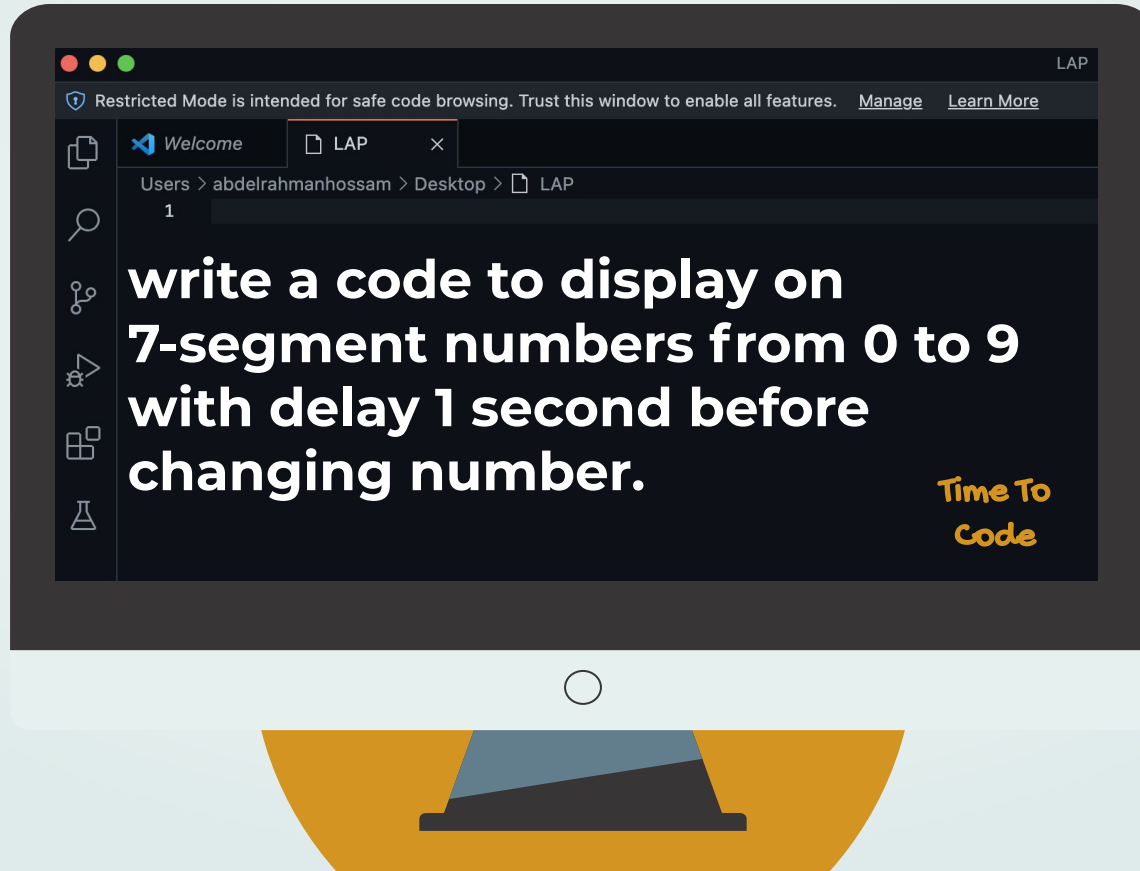 LAP
Restricted Mode is intended for safe code browsing. Trust this window to enable all features. Manage Learn More
Welcome LAP
Users > abdelrahmanhossam > Desktop > LAP
1
write a code to display on
7-segment numbers from 0 to 9
with delay 1 second before
changing number.
Time To
Code